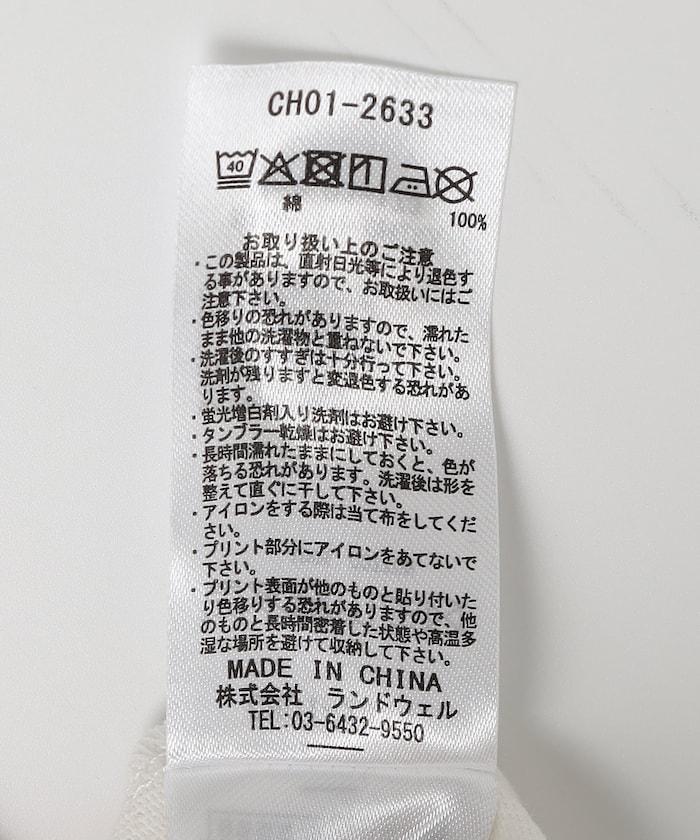 CH01-2633
40
綿
100%
お取り扱い上のご注意
・この製品は、直射日光等により退色す
る事がありますので、お取扱いにはご
注意下さい。
・色移りの恐れがありますので、濡れた
まま他の洗濯物と重ねないで下さい。
・洗濯後のすすぎは十分行って下さい。
洗剤が残りますと変退色する恐れがあ
ります。
・蛍光増白剤入り洗剤はお避け下さい。
・タンブラー乾燥はお避け下さい。
・長時間濡れたままにしておくと、色が
落ちる恐れがあります。洗濯後は形を
整えて直ぐに干して下さい。
・アイロンをする際は当て布をしてくだ
さい。
・プリント部分にアイロンをあてないで
下さい。
・プリント表面が他のものと貼り付いた
り色移りする恐れがありますので、他
のものと長時間密着した状態や高温多
湿な場所を避けて収納して下さい。
MADE IN CHINA
株式会社 ランドウェル
TEL:03-6432-9550